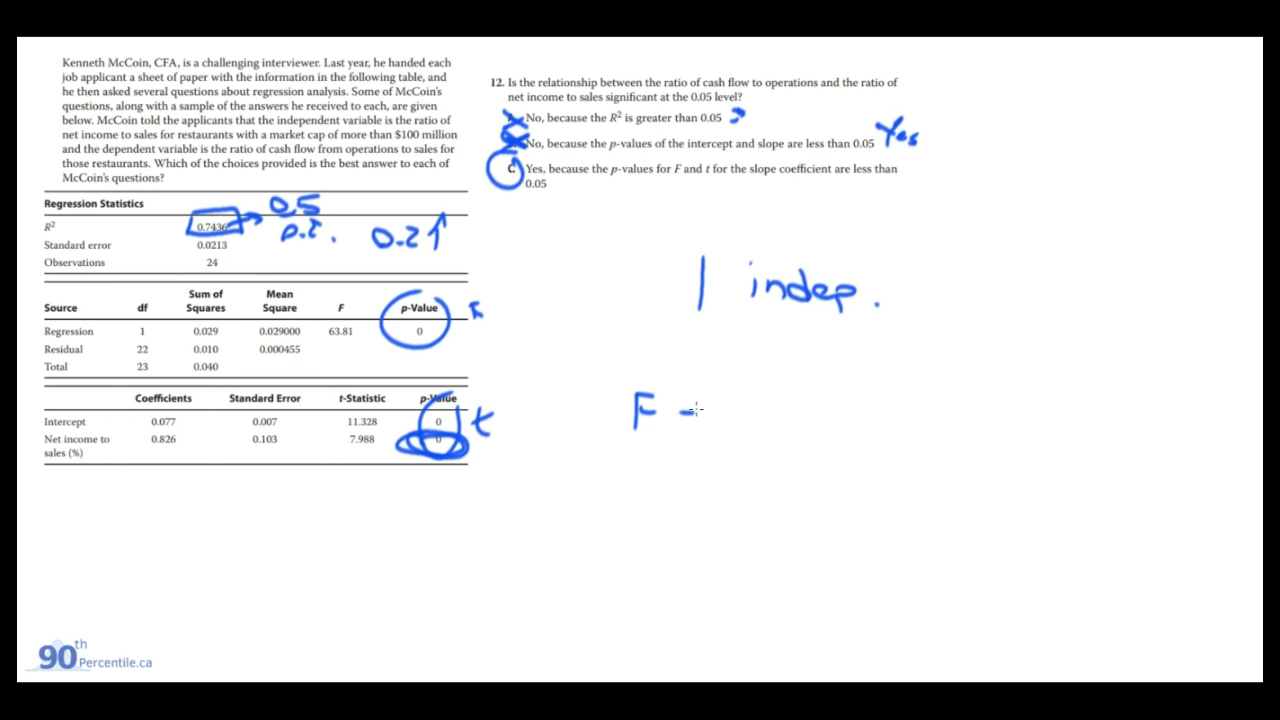 Kenneth McCoin, CFA, is a challenging interviewer. Last year, he handed each
job applicant a sheet of paper with the information in the following table, and
he then asked several questions about regression analysis. Some of McCoin's
questions, along with a sample of the answers he received to each, are given
below. McCoin told the applicants that the independent variable is the ratio of
net income to sales for restaurants with a market cap of more than $100 million
and the dependent variable is the ratio of cash flow from operations to sales for
those restaurants. Which of the choices provided is the best answer to each of
McCoin's questions?
Regression Statistics
R² 0.7436
Standard error 0.0213
Observations 24
0.5
0.2
Source df Sum of Squares Mean Square F p-Value
Regression 1 0.029 0.029000 63.81 0
Residual 22 0.010 0.000455
Total 23 0.040
Coefficients Standard Error t-Statistic p-Value
Intercept 0.077 0.007 11.328 0
Net income to 0.826 0.103 7.988 0
sales (%)
t
12. Is the relationship between the ratio of cash flow to operations and the ratio of
net income to sales significant at the 0.05 level?
No, because the R² is greater than 0.05
No, because the p-values of the intercept and slope are less than 0.05 Yes
C. Yes, because the p-values for F and t for the slope coefficient are less than
0.05
1 indep.
F -
90th
Percentile.ca